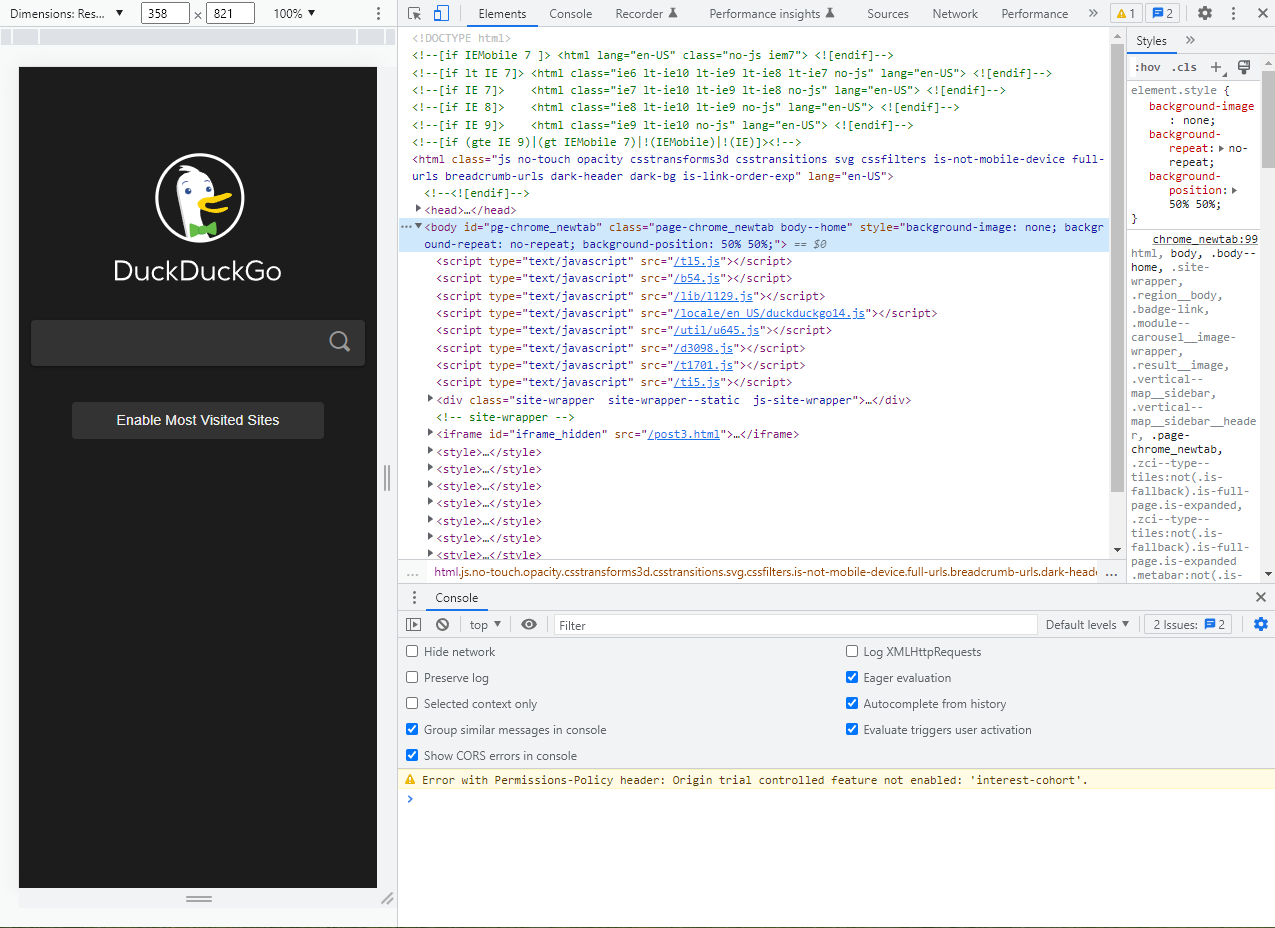 Dimensions: Res... ▼ 358 × 821 100% ▼
DuckDuckGo
Enable Most Visited Sites
Elements Console Recorder Performance insights Sources Network Performance » 1 2
<!DOCTYPE html>
<!--[if IEMobile 7 ]> <html lang="en-US" class="no-js iem7"> <![endif]-->
<!--[if lt IE 7]> <html class="ie6 lt-ie10 lt-ie9 lt-ie8 lt-ie7 no-js" lang="en-US"> <![endif]-->
<!--[if IE 7]>    <html class="ie7 lt-ie10 lt-ie9 lt-ie8 no-js" lang="en-US"> <![endif]-->
<!--[if IE 8]>    <html class="ie8 lt-ie10 lt-ie9 no-js" lang="en-US"> <![endif]-->
<!--[if IE 9]>    <html class="ie9 lt-ie10 no-js" lang="en-US"> <![endif]-->
<!--[if (gte IE 9)|(gt IEMobile 7)|!(IEMobile)|!(IE)]><!-->
<html class="js no-touch opacity csstransforms3d csstransitions svg cssfilters is-not-mobile-device full-
urls breadcrumb-urls dark-header dark-bg is-link-order-exp" lang="en-US">
<!--<![endif]-->
<head>…</head>
<body id="pg-chrome_newtab" class="page-chrome_newtab body--home" style="background-image: none; backgr
ound-repeat: no-repeat; background-position: 50% 50%;"> == $0
<script type="text/javascript" src="/tl5.js"></script>
<script type="text/javascript" src="/b54.js"></script>
<script type="text/javascript" src="/lib/l129.js"></script>
<script type="text/javascript" src="/locale/en_US/duckduckgo14.js"></script>
<script type="text/javascript" src="/util/u645.js"></script>
<script type="text/javascript" src="/d3098.js"></script>
<script type="text/javascript" src="/t1701.js"></script>
<script type="text/javascript" src="/ti5.js"></script>
<div class="site-wrapper  site-wrapper--static  js-site-wrapper">…</div>
<!-- site-wrapper -->
<iframe id="iframe_hidden" src="/post3.html">…</iframe>
<style>…</style>
<style>…</style>
<style>…</style>
<style>…</style>
<style>…</style>
<style>…</style>
<style>…</style>
... html.js.no-touch.opacity.csstransforms3d.csstransitions.svg.cssfilters.is-not-mobile-device.full-urls.breadcrumb-urls.dark-heade ...
Styles »
:hov .cls +
element.style {
background-image
: none;
background-
repeat: no-
repeat;
background-
position:
50% 50%;
}
chrome_newtab:99
html, body, .body--
home, .site-
wrapper,
.region__body,
.badge-link,
.module--
carousel__image-
wrapper,
.result__image,
.vertical--
map__sidebar,
.vertical--
map__sidebar__heade
r, .page-
chrome_newtab,
.zci--type--
tiles:not(.is-
fallback).is-full-
page.is-expanded,
.zci--type--
tiles:not(.is-
fallback).is-full-
page.is-expanded
.metabar:not(.is-
Console
top ▼ Filter Default levels ▼ 2 Issues: 2
Hide network Log XMLHttpRequests
Preserve log Eager evaluation
Selected context only Autocomplete from history
Group similar messages in console Evaluate triggers user activation
Show CORS errors in console
Error with Permissions-Policy header: Origin trial controlled feature not enabled: 'interest-cohort'.